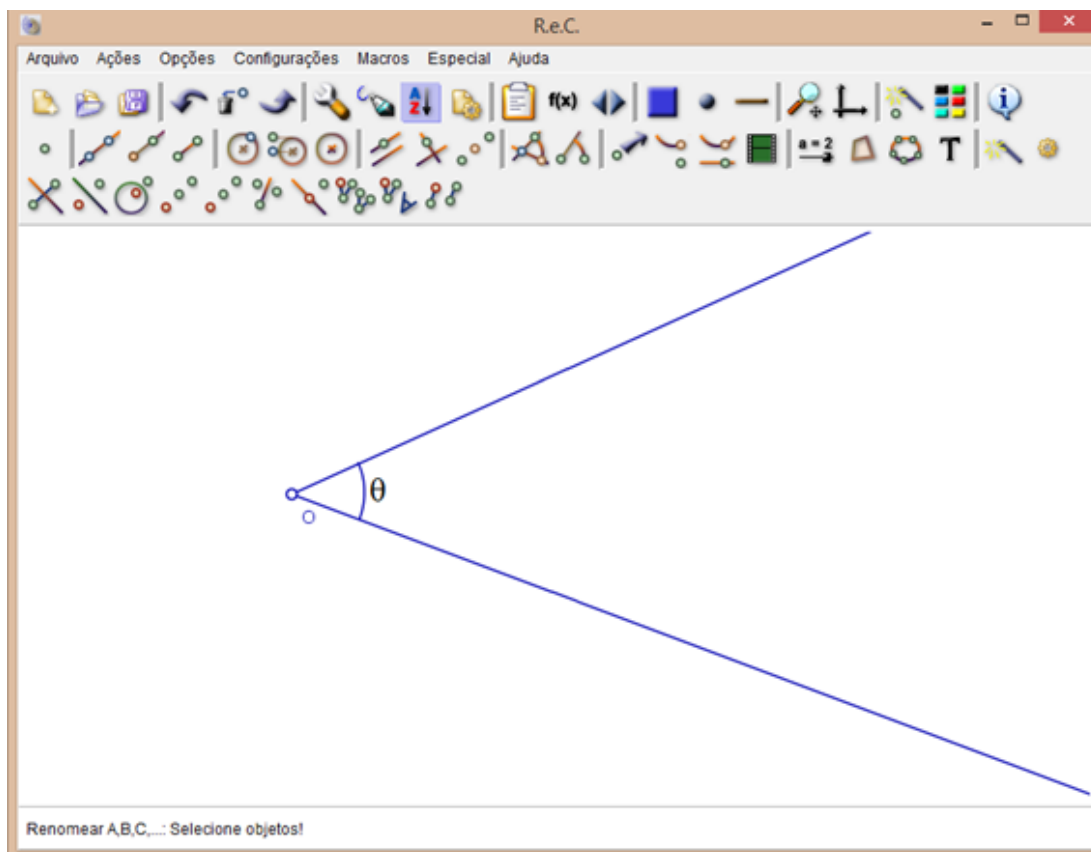 R.e.C.
Arquivo Ações Opções Configurações Macros Especial Ajuda
A Z f(x)
a = 2 T
θ
O
Renomear A,B,C,...: Selecione objetos!